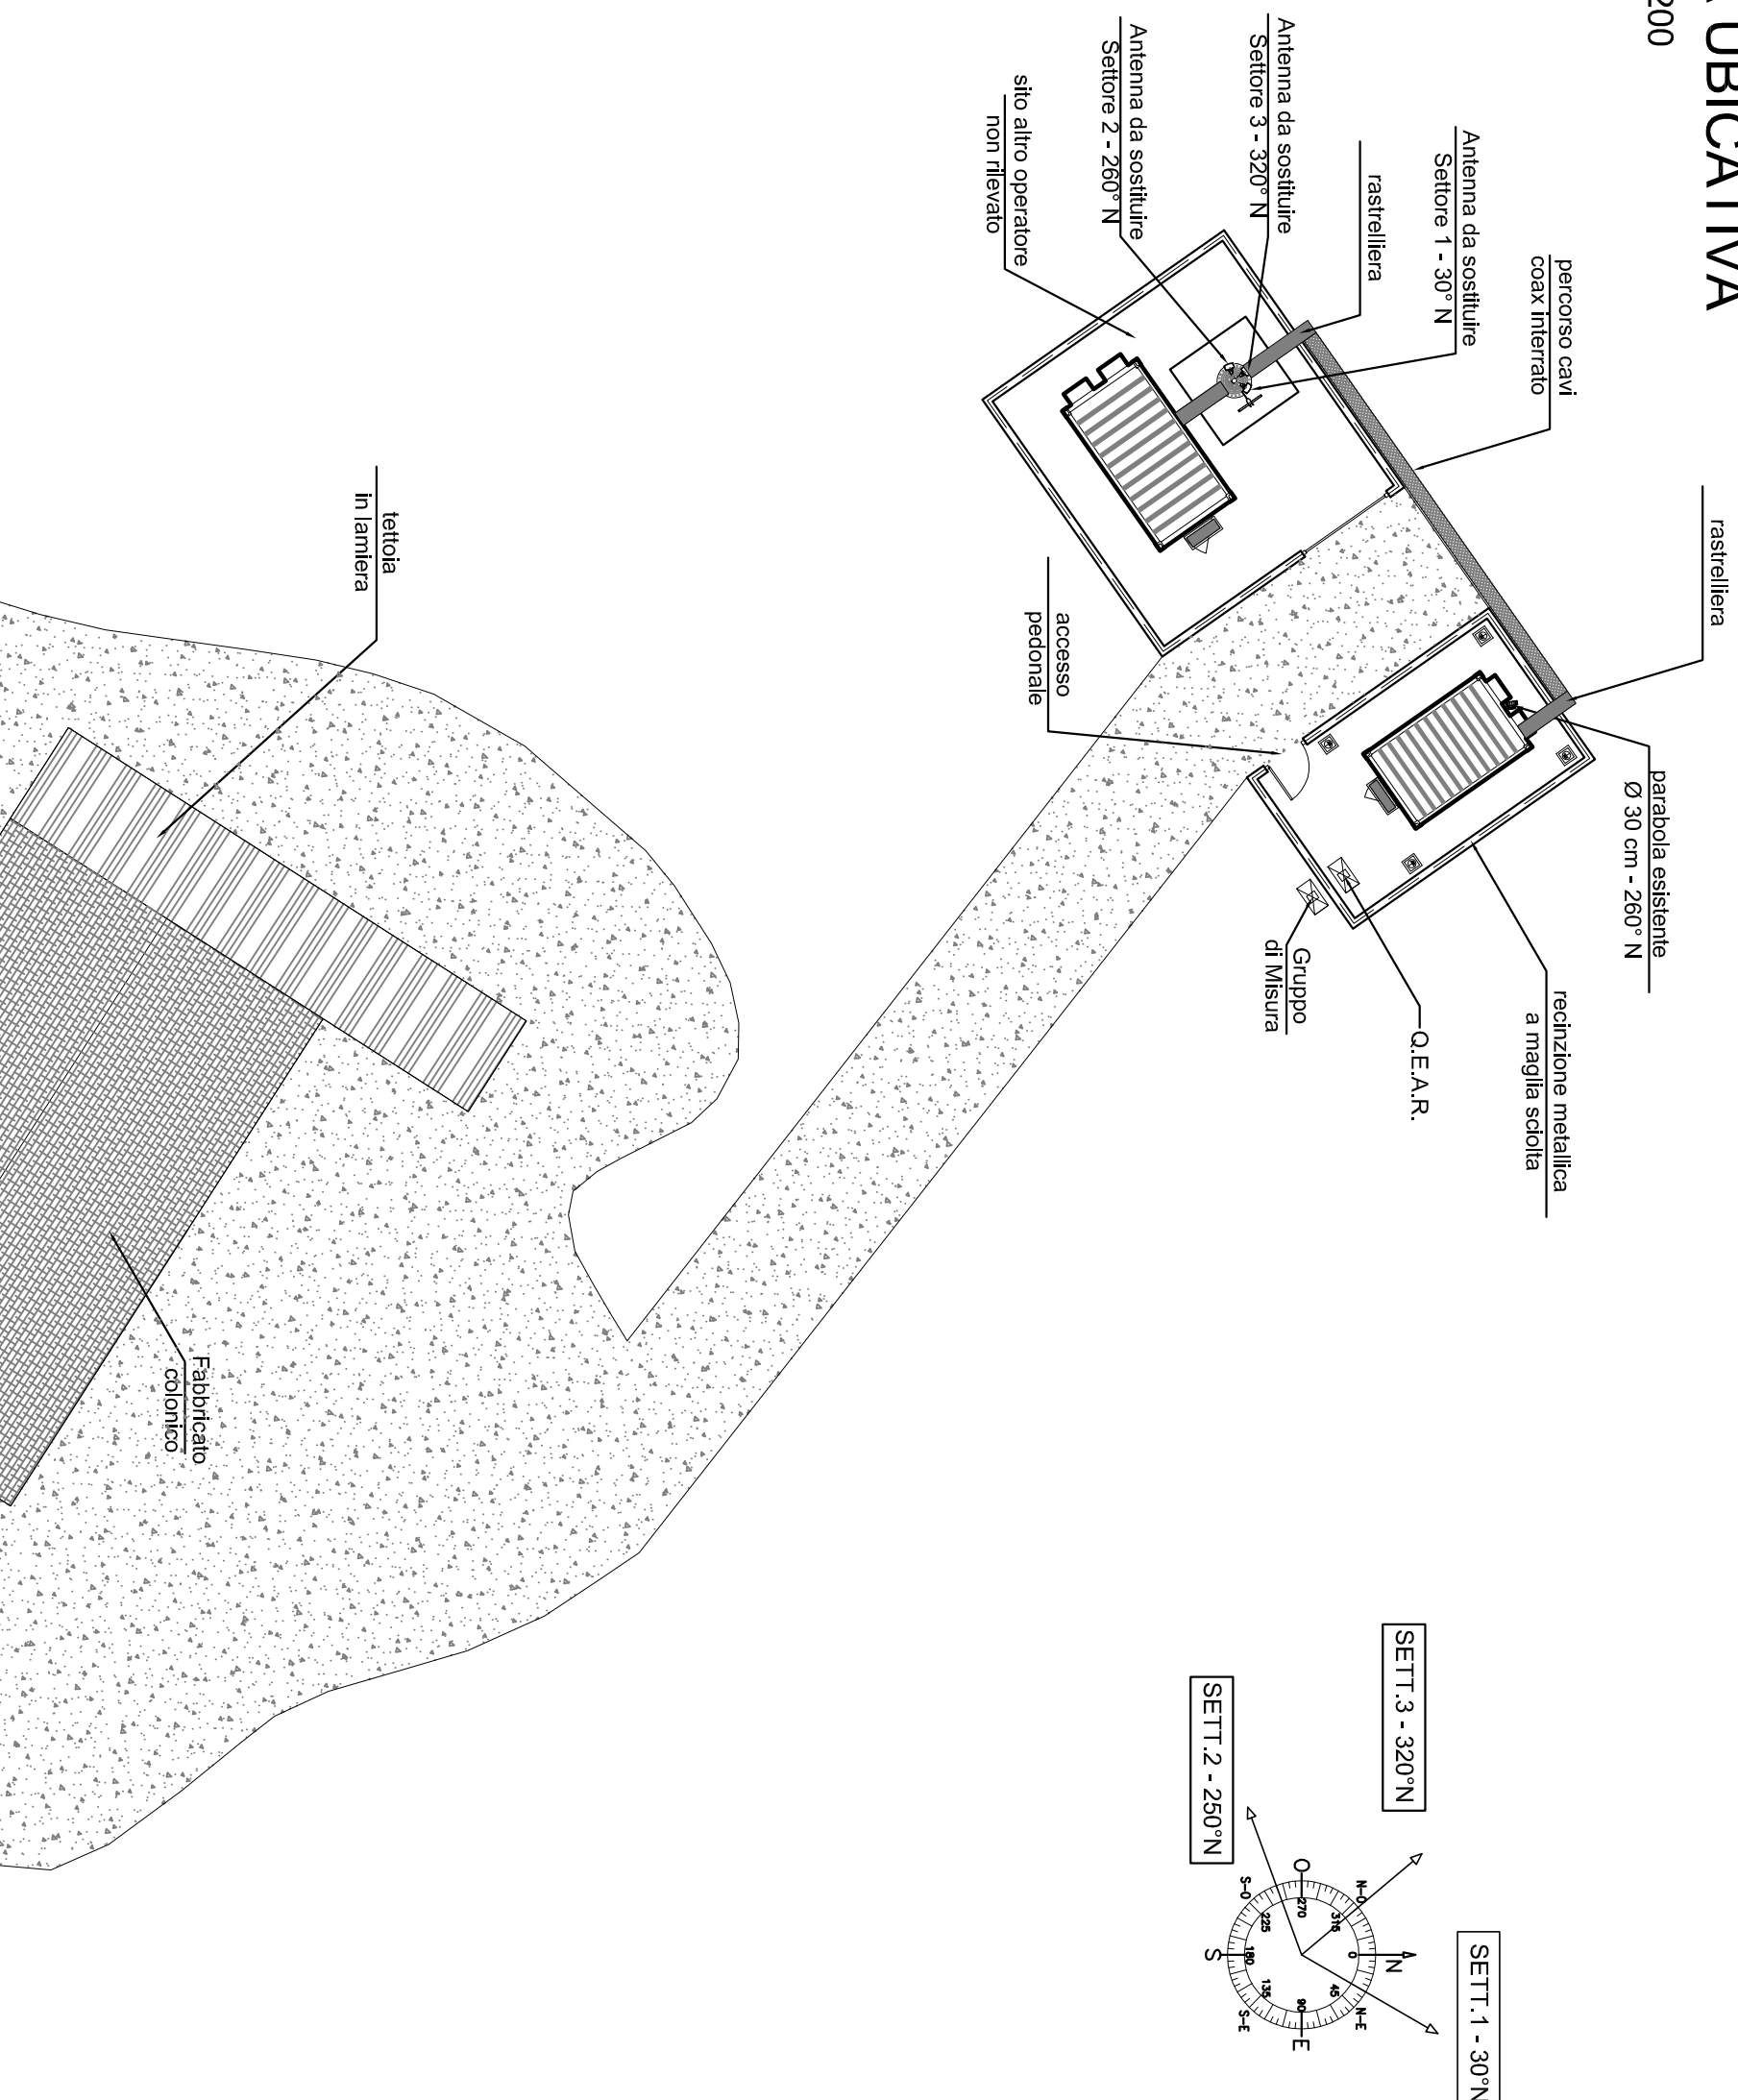 A UBICATIVA
200
rastrelliera
parabola esistente
Ø 30 cm - 260° N
percorso cavi
coax interrato
recinzione metallica
a maglia sciolta
Antenna da sostituire
Settore 1 - 30° N
Q.E.A.R.
rastrelliera
Antenna da sostituire
Settore 3 - 320° N
Gruppo
di Misura
Antenna da sostituire
Settore 2 - 260° N
accesso
pedonale
sito altro operatore
non rilevato
tettoia
in lamiera
Fabbricato
colonico
SETT.1 - 30°N
SETT.3 - 320°N
SETT.2 - 250°N
N
N-O
N-E
0
315
45
O
270
90
E
225
135
180
S-O
S-E
S